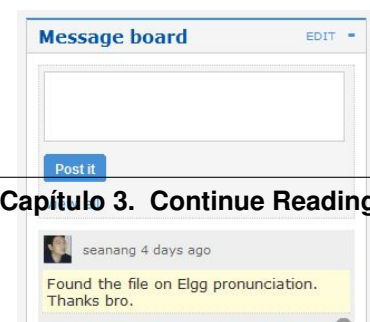 Message board EDIT -
Post it
Capítulo 3. Continue Reading
seanang 4 days ago
Found the file on Elgg pronunciation.
Thanks bro.